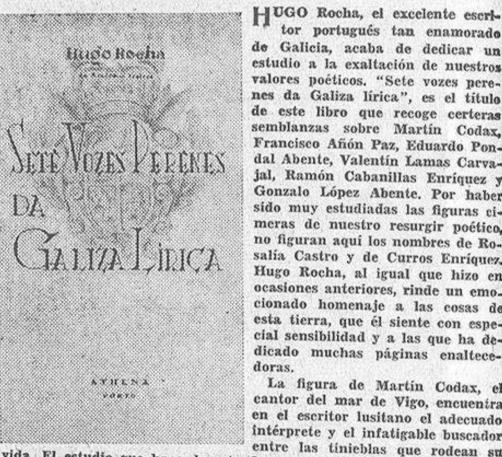 Hugo Rocha
SETE VOZES PERENES
DA
GALIZA LÍRICA
ATHENA
PÔRTO
HUGO Rocha, el excelente escri-
tor portugués tan enamorado
de Galicia, acaba de dedicar un
estudio a la exaltación de nuestros
valores poéticos. "Sete vozes pere-
nes da Galiza lírica", es el título
de este libro que recoge certeras
semblanzas sobre Martín Codax,
Francisco Añón Paz, Eduardo Pon-
dal Abente, Valentín Lamas Carva-
jal, Ramón Cabanillas Enríquez y
Gonzalo López Abente. Por haber
sido muy estudiadas las figuras ci-
meras de nuestro resurgir poético,
no figuran aquí los nombres de Ro-
salía Castro y de Curros Enríquez.
Hugo Rocha, al igual que hizo en
ocasiones anteriores, rinde un emo-
cionado homenaje a las cosas de
esta tierra, que él siente con espe-
cial sensibilidad y a las que ha de-
dicado muchas páginas enaltece-
doras.
La figura de Martín Codax, el
cantor del mar de Vigo, encuentra
en el escritor lusitano el adecuado
intérprete y el infatigable buscador
entre las tinieblas que rodean su
vida. El estudio que